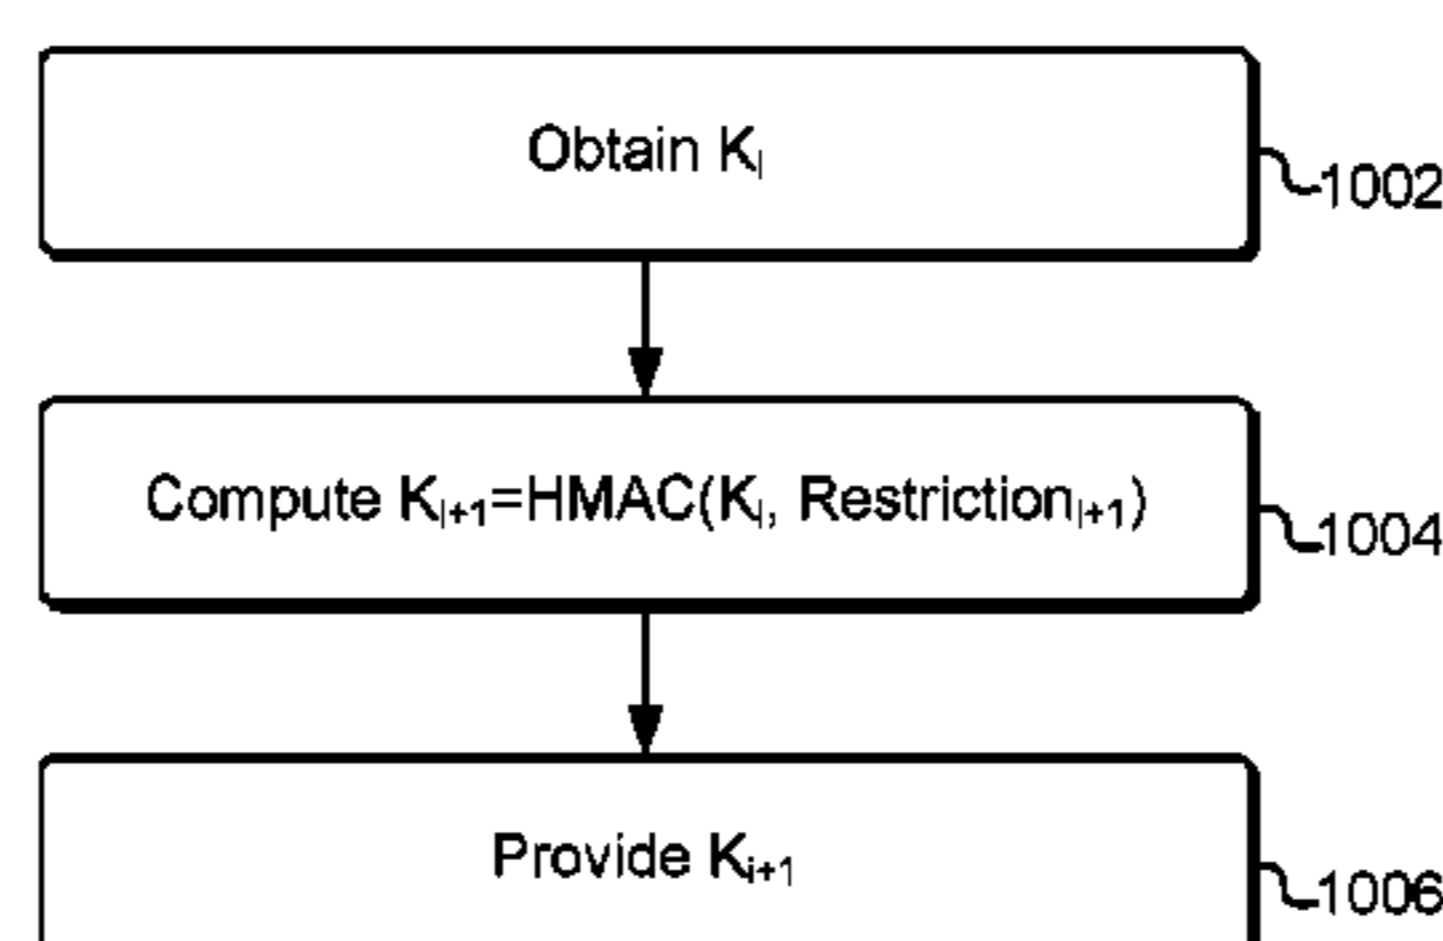 Obtain Kᵢ
1002
Compute Kᵢ₊₁=HMAC(Kᵢ, Restrictionᵢ₊₁)
1004
Provide Kᵢ₊₁
1006